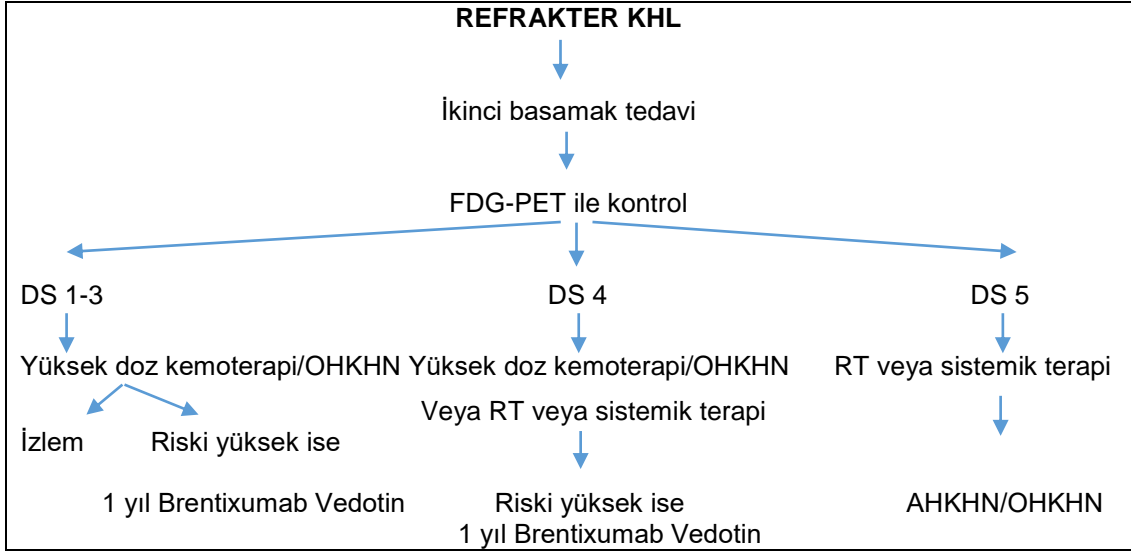 REFRAKTER KHL
İkinci basamak tedavi
FDG-PET ile kontrol
DS 1-3 DS 4 DS 5
Yüksek doz kemoterapi/OHKHN Yüksek doz kemoterapi/OHKHN RT veya sistemik terapi
Veya RT veya sistemik terapi
İzlem Riski yüksek ise
1 yıl Brentixumab Vedotin Riski yüksek ise AHKHN/OHKHN
1 yıl Brentixumab Vedotin